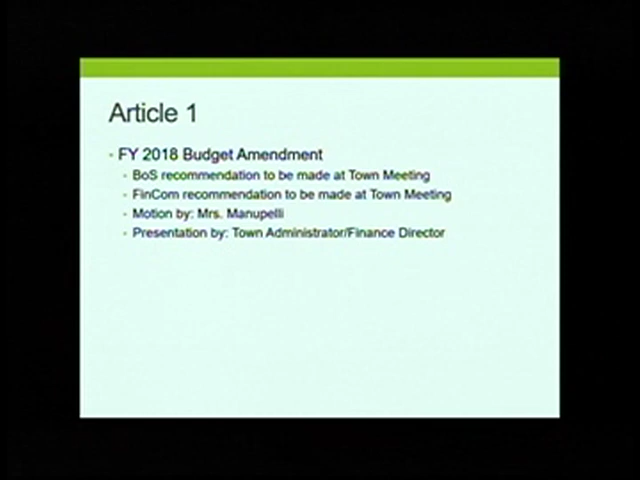 Article 1
FY 2018 Budget Amendment
BoS recommendation to be made at Town Meeting
FinCom recommendation to be made at Town Meeting
Motion by: Mrs. Manupelli
Presentation by: Town Administrator/Finance Director